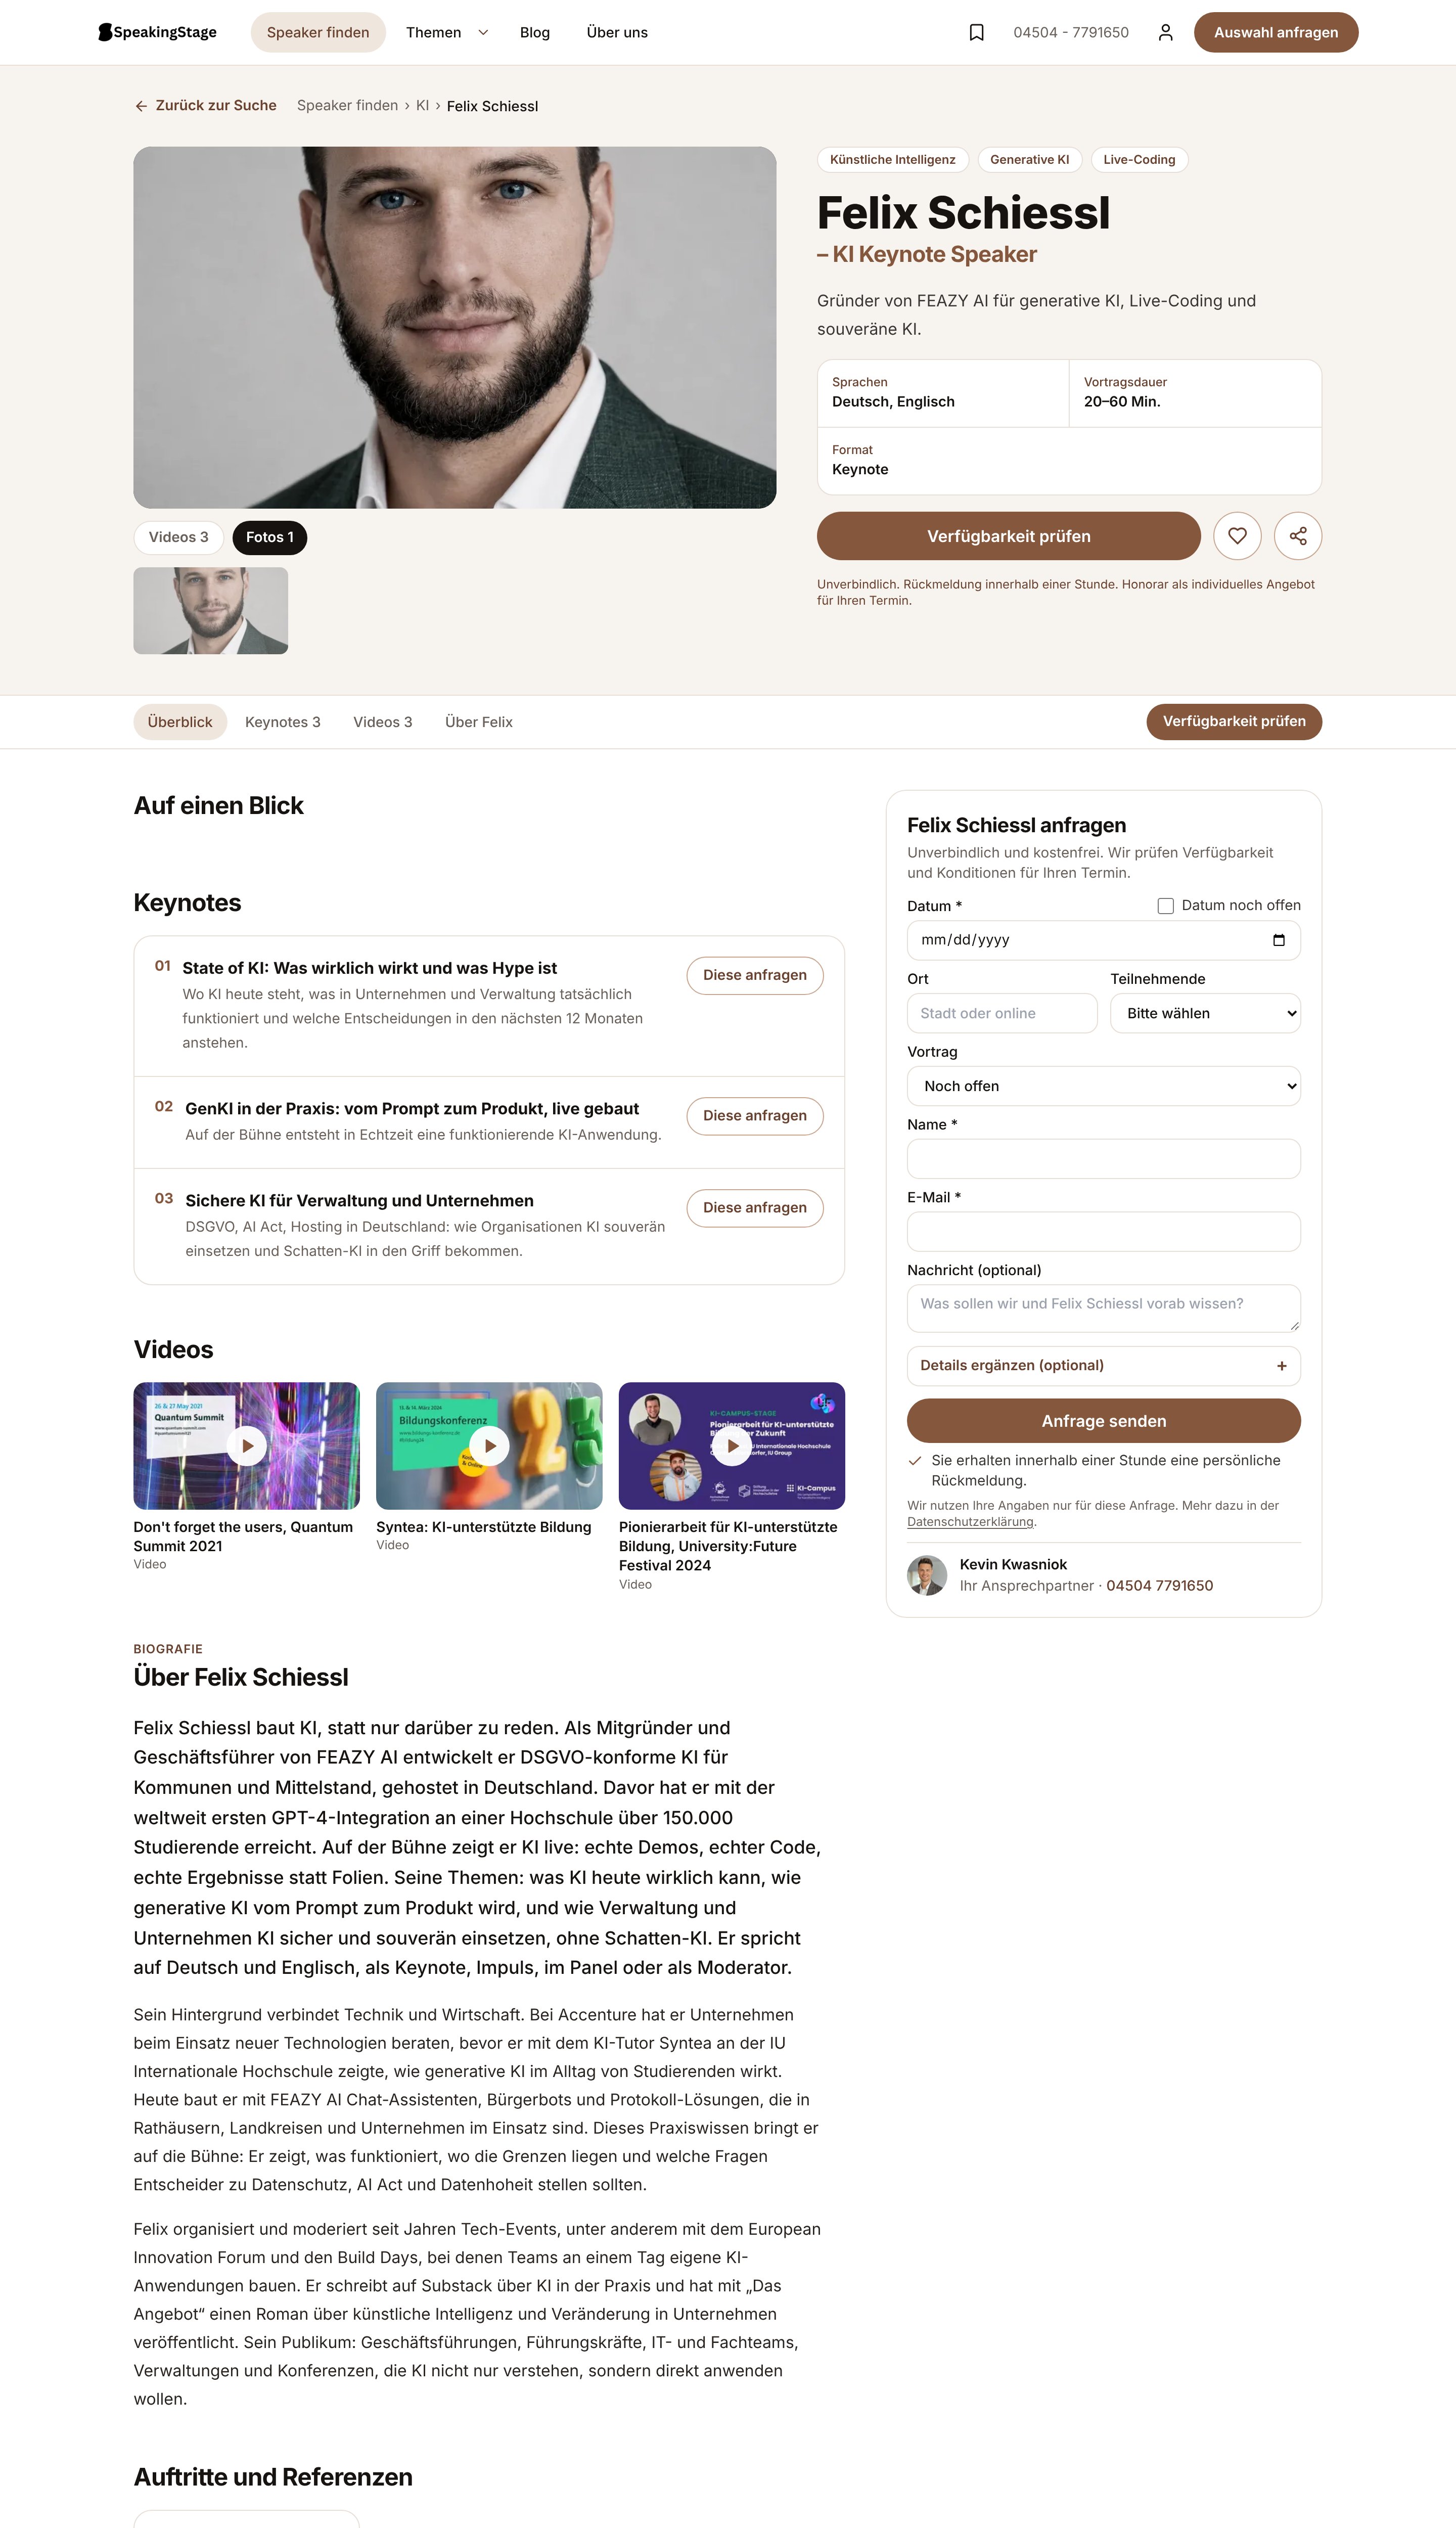 SpeakingStage
Speaker finden
Themen
Blog
Über uns
04504 - 7791650
Auswahl anfragen
← Zurück zur Suche
Speaker finden › KI › Felix Schiessl
Künstliche Intelligenz
Generative KI
Live-Coding
Felix Schiessl
– KI Keynote Speaker
Gründer von FEAZY AI für generative KI, Live-Coding und
souveräne KI.
Sprachen
Deutsch, Englisch
Vortragsdauer
20–60 Min.
Format
Keynote
Verfügbarkeit prüfen
Unverbindlich. Rückmeldung innerhalb einer Stunde. Honorar als individuelles Angebot
für Ihren Termin.
Videos 3
Fotos 1
Überblick
Keynotes 3
Videos 3
Über Felix
Verfügbarkeit prüfen
Auf einen Blick
Keynotes
01
State of KI: Was wirklich wirkt und was Hype ist
Wo KI heute steht, was in Unternehmen und Verwaltung tatsächlich
funktioniert und welche Entscheidungen in den nächsten 12 Monaten
anstehen.
Diese anfragen
02
GenKI in der Praxis: vom Prompt zum Produkt, live gebaut
Auf der Bühne entsteht in Echtzeit eine funktionierende KI-Anwendung.
Diese anfragen
03
Sichere KI für Verwaltung und Unternehmen
DSGVO, AI Act, Hosting in Deutschland: wie Organisationen KI souverän
einsetzen und Schatten-KI in den Griff bekommen.
Diese anfragen
Videos
26 & 27 May 2021
Quantum Summit
Bildungskonferenz
KI-CAMPUS-STAGE
Pionierarbeit für KI-unterstützte
Zukunft
IU Internationale Hochschule
KI-Campus
Don't forget the users, Quantum
Summit 2021
Video
Syntea: KI-unterstützte Bildung
Video
Pionierarbeit für KI-unterstützte
Bildung, University:Future
Festival 2024
Video
BIOGRAFIE
Über Felix Schiessl
Felix Schiessl baut KI, statt nur darüber zu reden. Als Mitgründer und
Geschäftsführer von FEAZY AI entwickelt er DSGVO-konforme KI für
Kommunen und Mittelstand, gehostet in Deutschland. Davor hat er mit der
weltweit ersten GPT-4-Integration an einer Hochschule über 150.000
Studierende erreicht. Auf der Bühne zeigt er KI live: echte Demos, echter Code,
echte Ergebnisse statt Folien. Seine Themen: was KI heute wirklich kann, wie
generative KI vom Prompt zum Produkt wird, und wie Verwaltung und
Unternehmen KI sicher und souverän einsetzen, ohne Schatten-KI. Er spricht
auf Deutsch und Englisch, als Keynote, Impuls, im Panel oder als Moderator.
Sein Hintergrund verbindet Technik und Wirtschaft. Bei Accenture hat er Unternehmen
beim Einsatz neuer Technologien beraten, bevor er mit dem KI-Tutor Syntea an der IU
Internationale Hochschule zeigte, wie generative KI im Alltag von Studierenden wirkt.
Heute baut er mit FEAZY AI Chat-Assistenten, Bürgerbots und Protokoll-Lösungen, die in
Rathäusern, Landkreisen und Unternehmen im Einsatz sind. Dieses Praxiswissen bringt er
auf die Bühne: Er zeigt, was funktioniert, wo die Grenzen liegen und welche Fragen
Entscheider zu Datenschutz, AI Act und Datenhoheit stellen sollten.
Felix organisiert und moderiert seit Jahren Tech-Events, unter anderem mit dem European
Innovation Forum und den Build Days, bei denen Teams an einem Tag eigene KI-
Anwendungen bauen. Er schreibt auf Substack über KI in der Praxis und hat mit „Das
Angebot“ einen Roman über künstliche Intelligenz und Veränderung in Unternehmen
veröffentlicht. Sein Publikum: Geschäftsführungen, Führungskräfte, IT- und Fachteams,
Verwaltungen und Konferenzen, die KI nicht nur verstehen, sondern direkt anwenden
wollen.
Auftritte und Referenzen
Felix Schiessl anfragen
Unverbindlich und kostenfrei. Wir prüfen Verfügbarkeit
und Konditionen für Ihren Termin.
Datum *
Datum noch offen
mm/dd/yyyy
Ort
Teilnehmende
Stadt oder online
Bitte wählen
Vortrag
Noch offen
Name *
E-Mail *
Nachricht (optional)
Was sollen wir und Felix Schiessl vorab wissen?
Details ergänzen (optional)
+
Anfrage senden
Sie erhalten innerhalb einer Stunde eine persönliche
Rückmeldung.
Wir nutzen Ihre Angaben nur für diese Anfrage. Mehr dazu in der
Datenschutzerklärung.
Kevin Kwasniok
Ihr Ansprechpartner · 04504 7791650